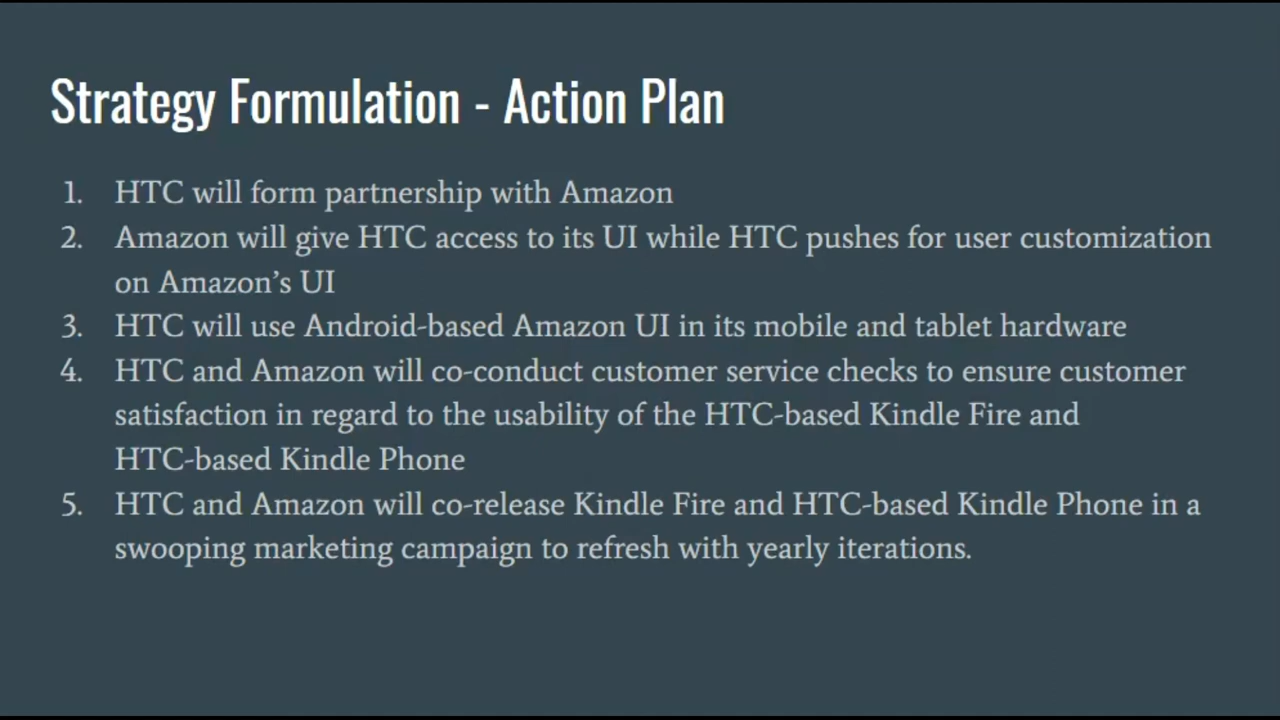 Strategy Formulation - Action Plan
1. HTC will form partnership with Amazon
2. Amazon will give HTC access to its UI while HTC pushes for user customization
on Amazon’s UI
3. HTC will use Android-based Amazon UI in its mobile and tablet hardware
4. HTC and Amazon will co-conduct customer service checks to ensure customer
satisfaction in regard to the usability of the HTC-based Kindle Fire and
HTC-based Kindle Phone
5. HTC and Amazon will co-release Kindle Fire and HTC-based Kindle Phone in a
swooping marketing campaign to refresh with yearly iterations.